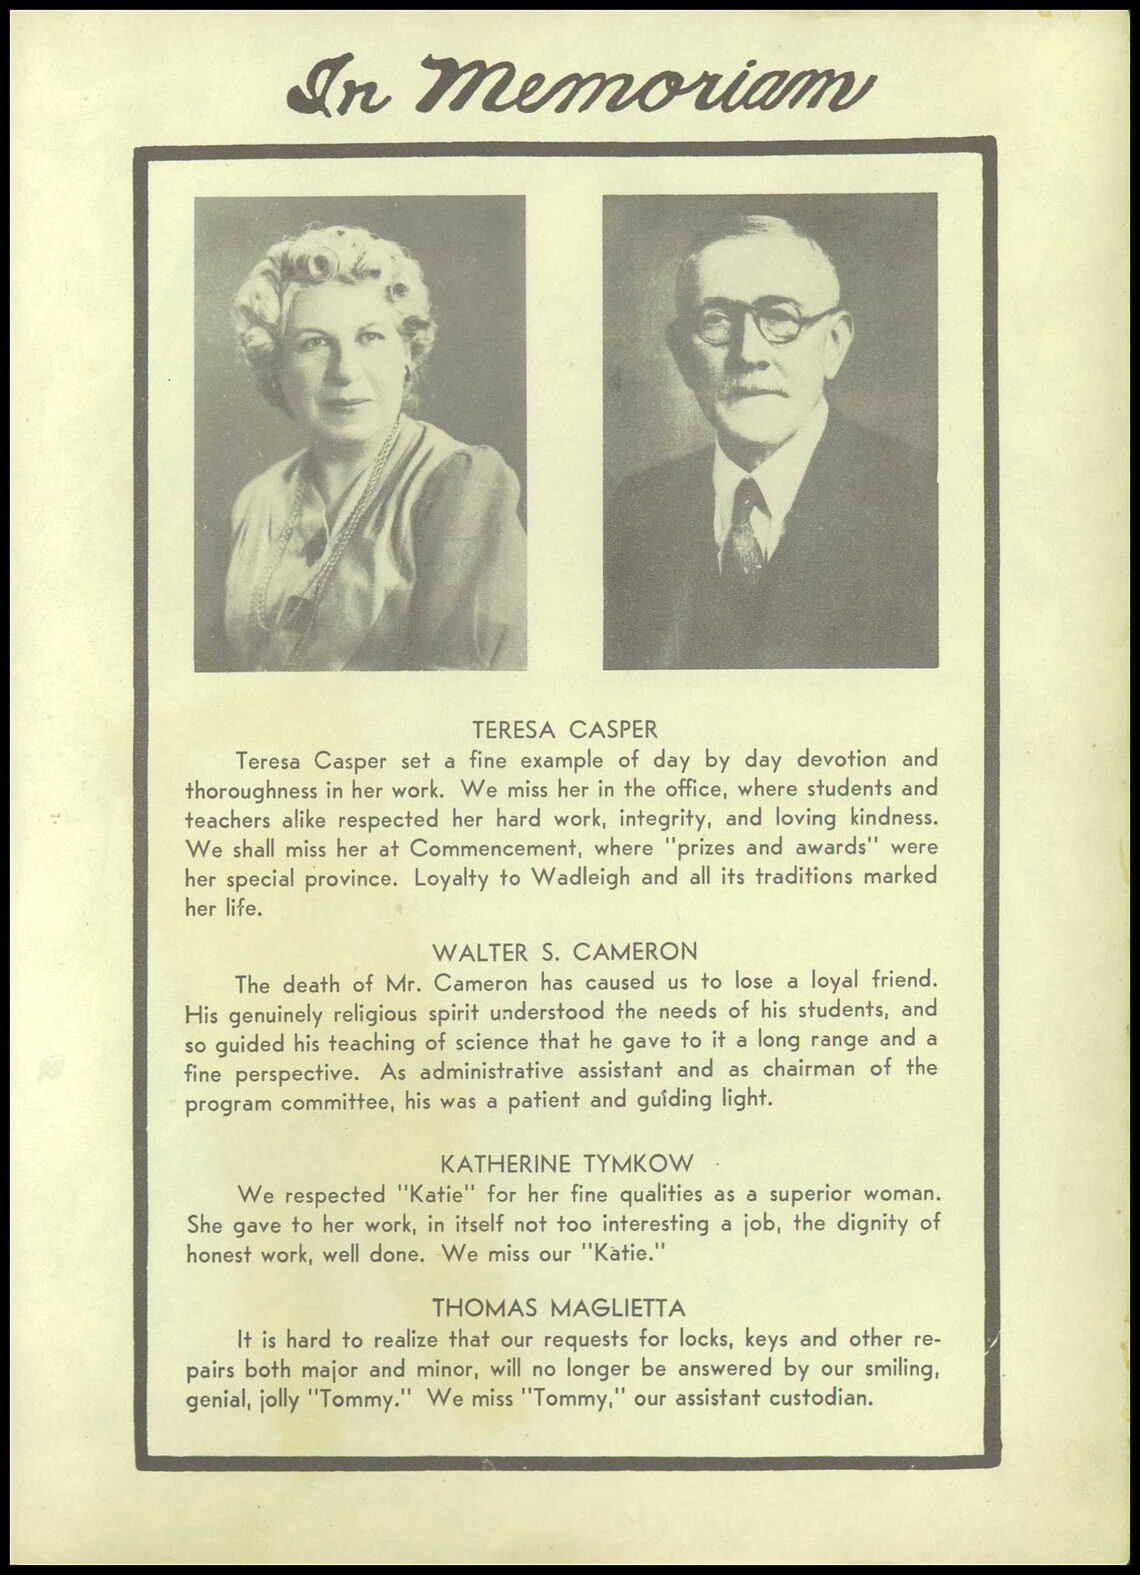 In Memoriam
TERESA CASPER
Teresa Casper set a fine example of day by day devotion and
thoroughness in her work. We miss her in the office, where students and
teachers alike respected her hard work, integrity, and loving kindness.
We shall miss her at Commencement, where "prizes and awards" were
her special province. Loyalty to Wadleigh and all its traditions marked
her life.
WALTER S. CAMERON
The death of Mr. Cameron has caused us to lose a loyal friend.
His genuinely religious spirit understood the needs of his students, and
so guided his teaching of science that he gave to it a long range and a
fine perspective. As administrative assistant and as chairman of the
program committee, his was a patient and guiding light.
KATHERINE TYMKOW
We respected "Katie" for her fine qualities as a superior woman.
She gave to her work, in itself not too interesting a job, the dignity of
honest work, well done. We miss our "Katie."
THOMAS MAGLIETTA
It is hard to realize that our requests for locks, keys and other re-
pairs both major and minor, will no longer be answered by our smiling,
genial, jolly "Tommy." We miss "Tommy," our assistant custodian.